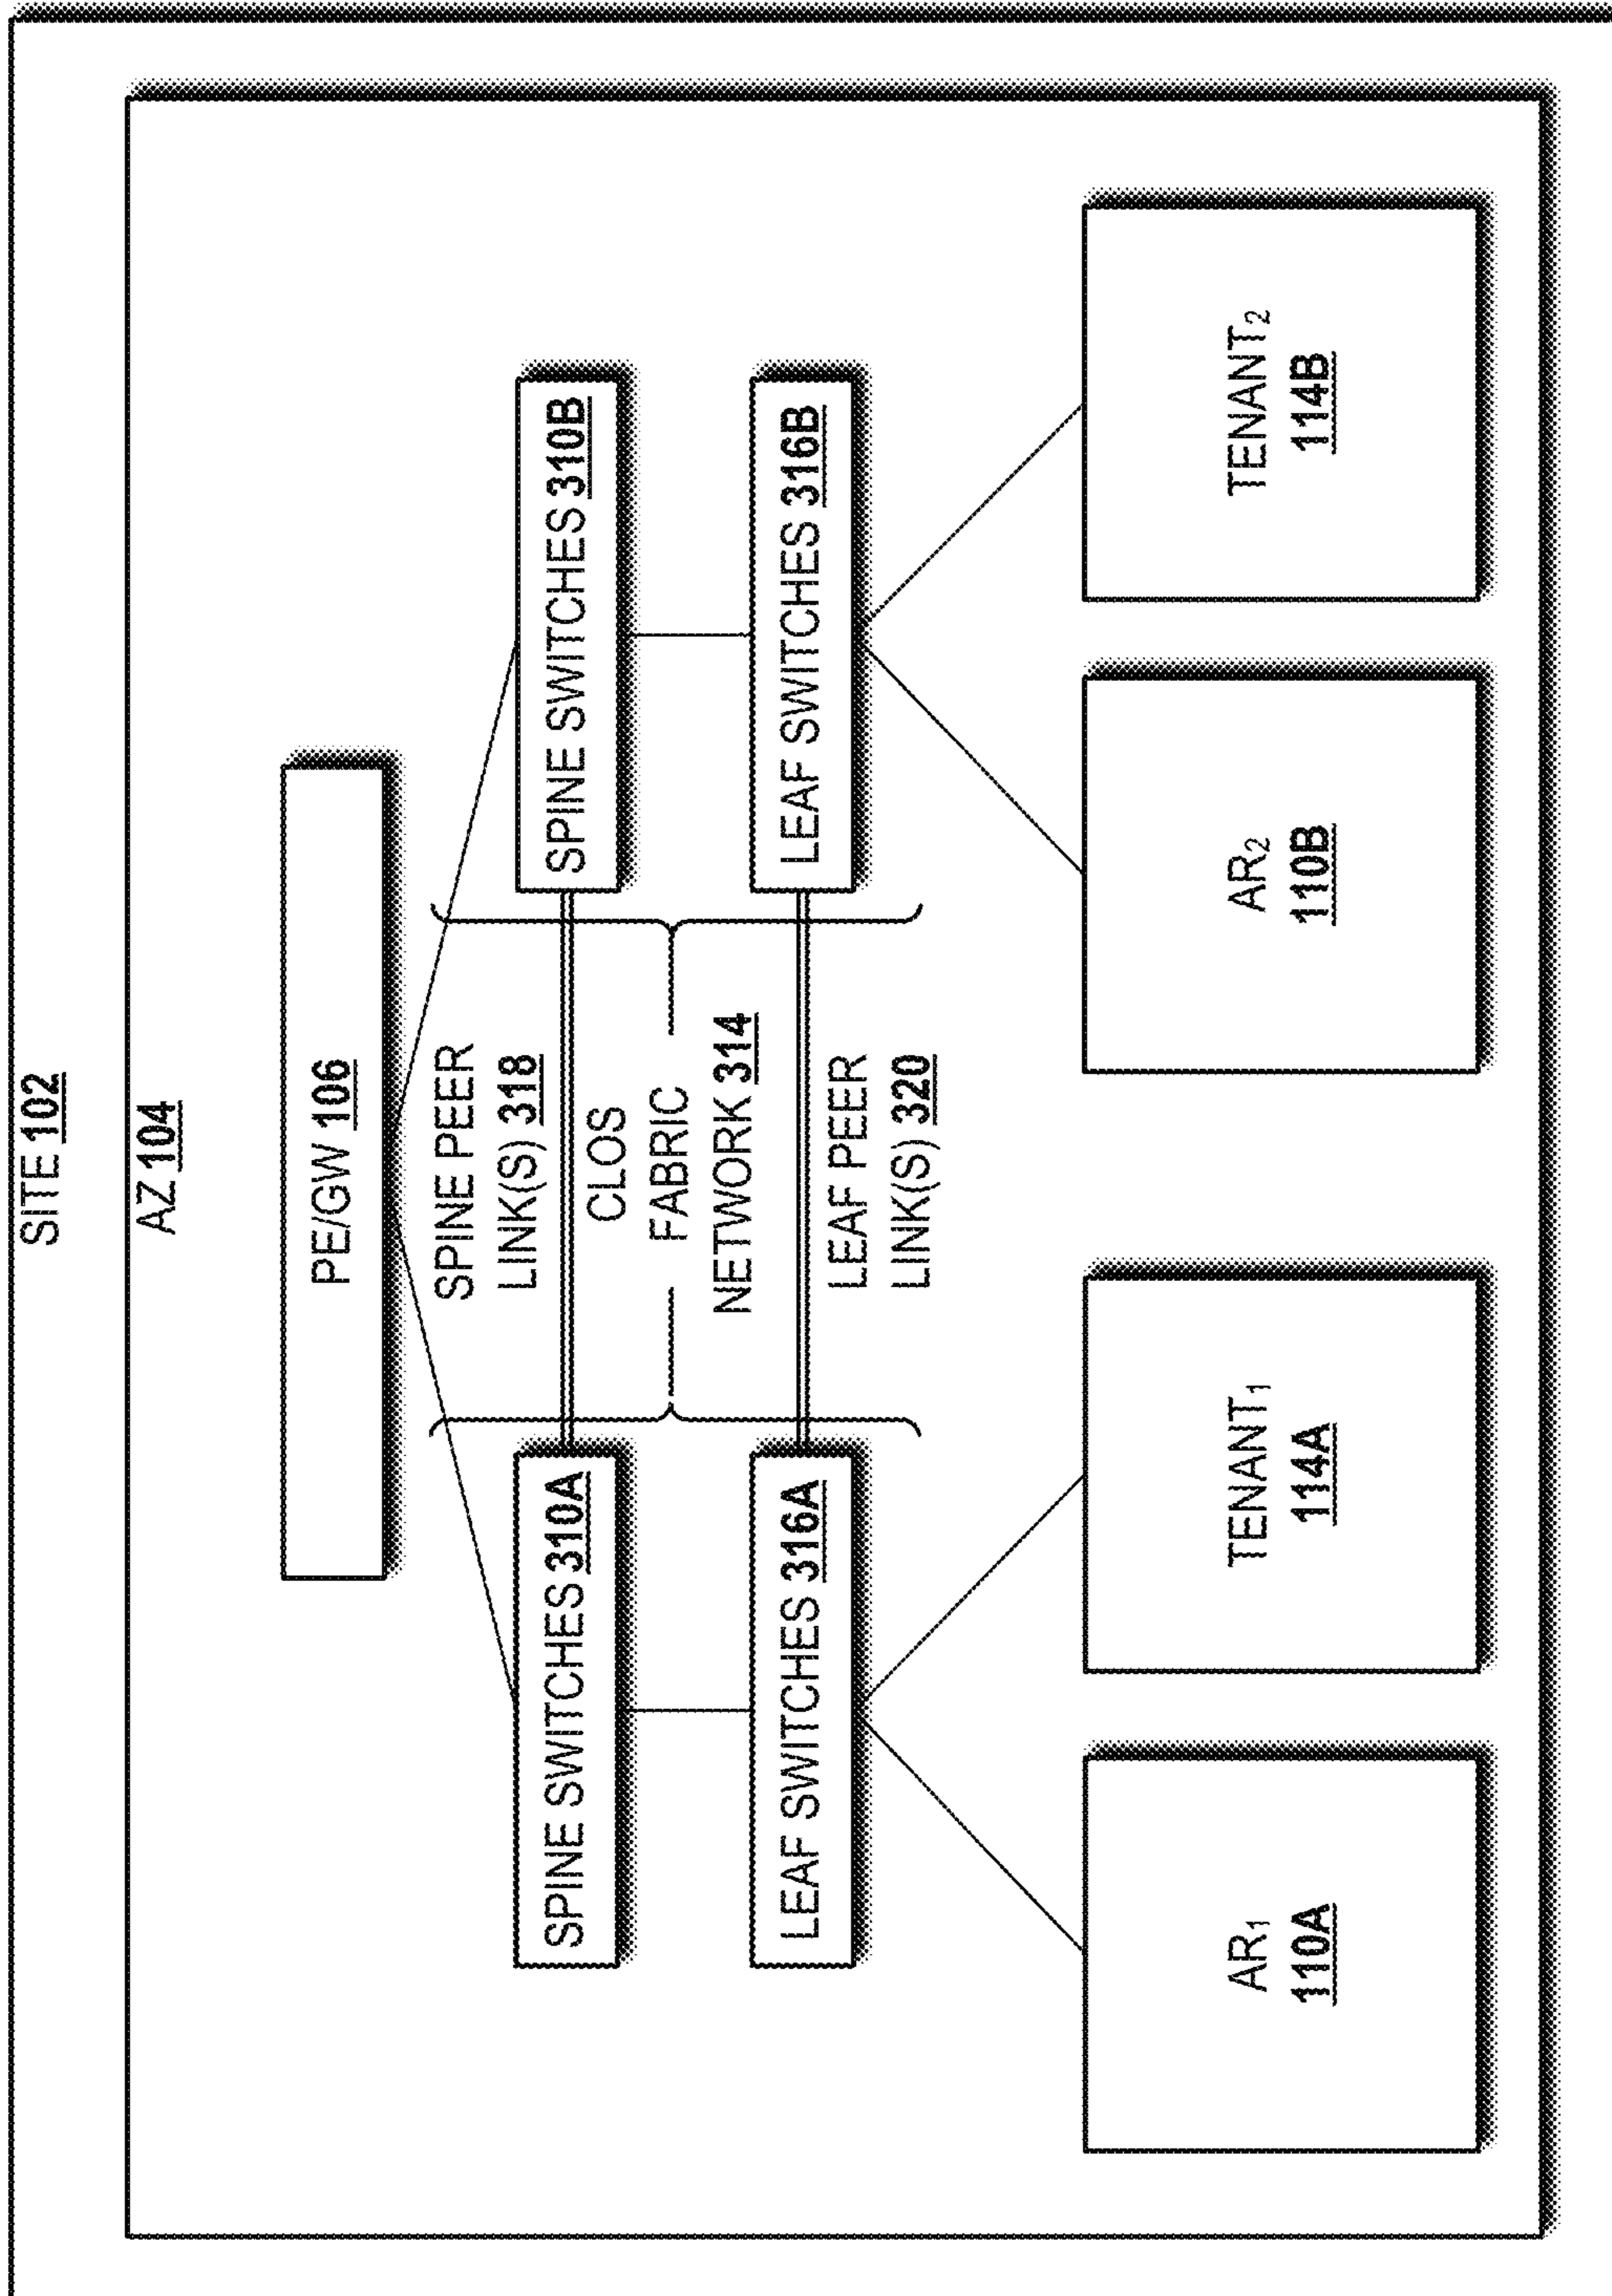 SITE 102
AZ 104
PE/GW 106
SPINE PEER
LINK(S) 318
SPINE SWITCHES 310A
SPINE SWITCHES 310B
CLOS
FABRIC
NETWORK 314
LEAF SWITCHES 316A
LEAF SWITCHES 316B
LEAF PEER
LINK(S) 320
AR₁
110A
TENANT₁
114A
AR₂
110B
TENANT₂
114B